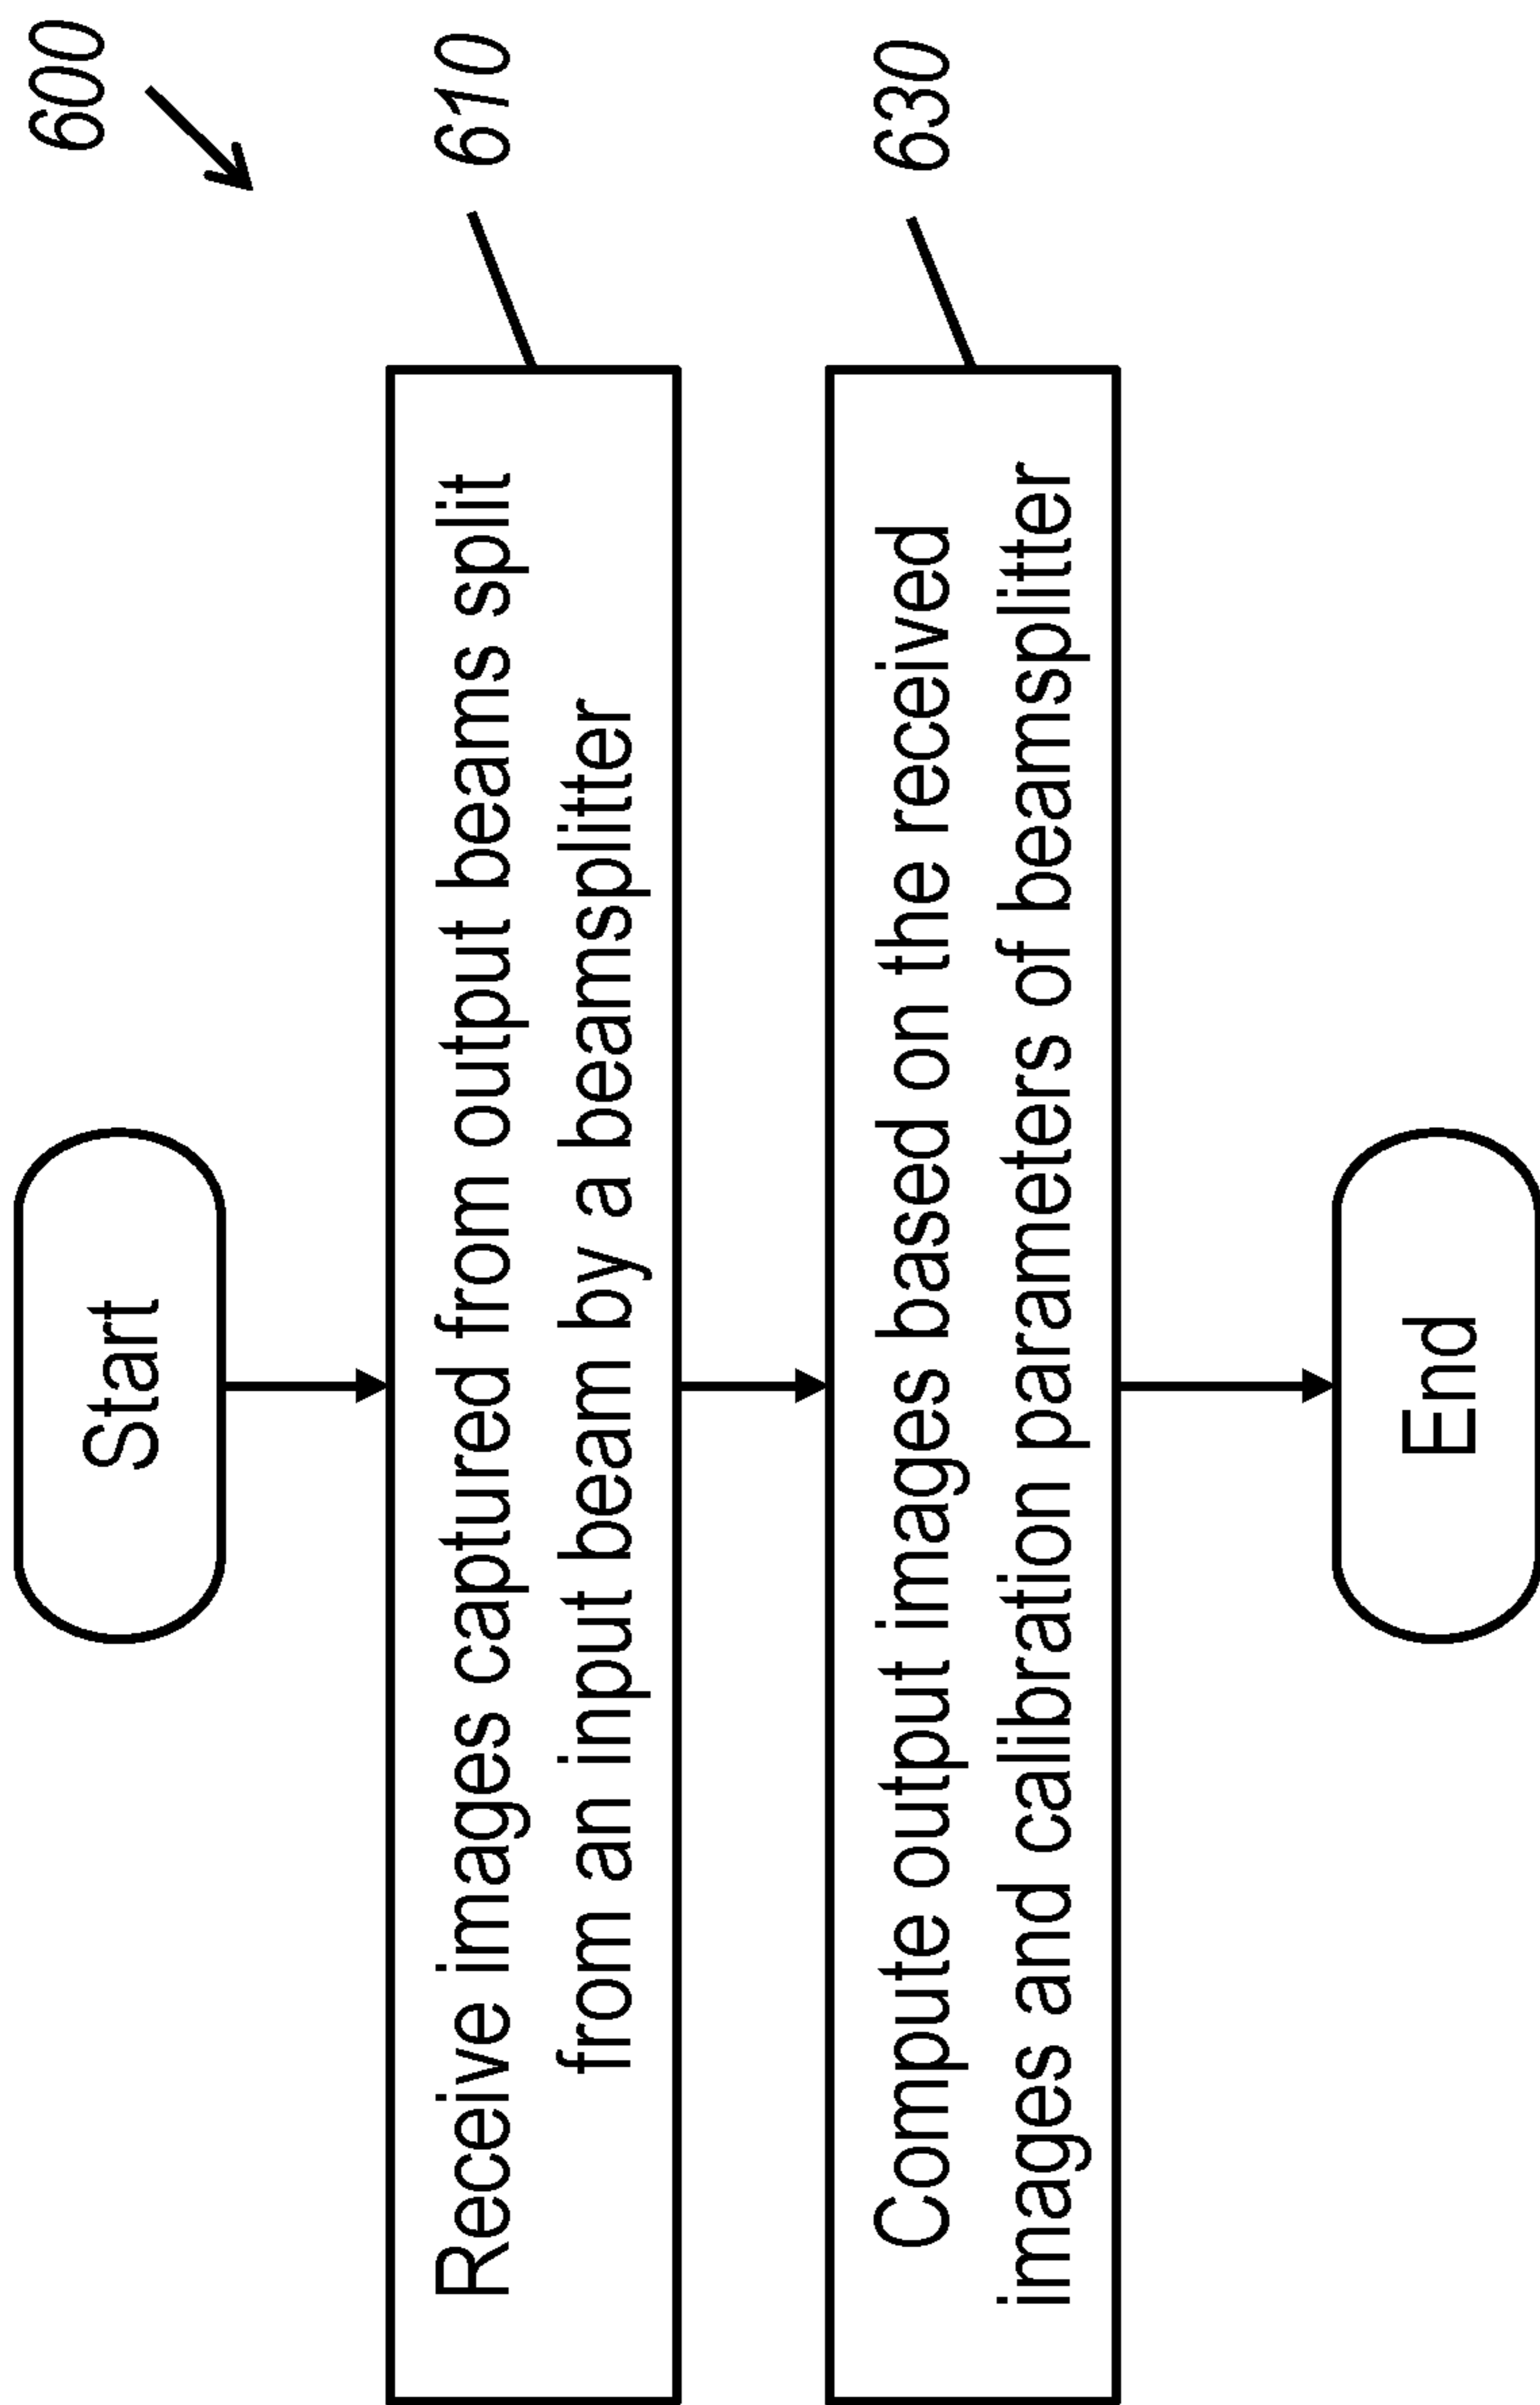 600
Start
610
Receive images captured from output beams split
from an input beam by a beamsplitter
630
Compute output images based on the received
images and calibration parameters of beamsplitter
End